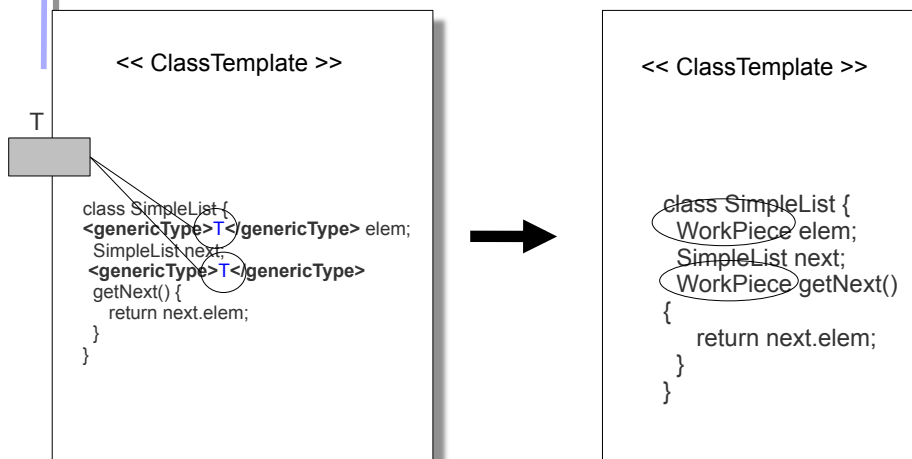 << ClassTemplate >>
T
class SimpleList {
<genericType>T</genericType> elem;
SimpleList next;
<genericType>T</genericType>
getNext() {
return next.elem;
}
}
<< ClassTemplate >>
class SimpleList {
WorkPiece elem;
SimpleList next;
WorkPiece getNext()
{
return next.elem;
}
}